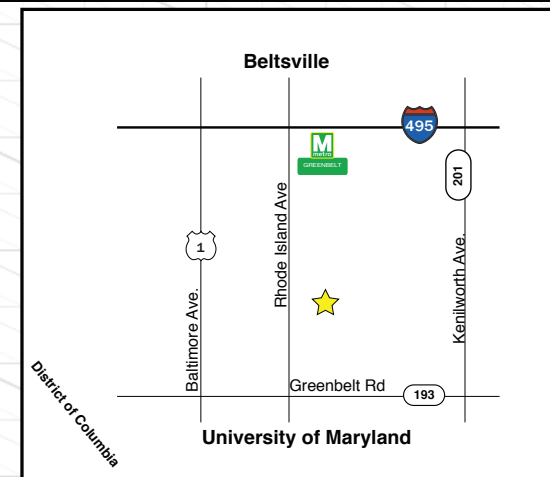 Beltsville
495
M
metro
GREENBELT
201
Rhode Island Ave
1
Kenilworth Ave.
Baltimore Ave.
Greenbelt Rd
193
District of Columbia
University of Maryland